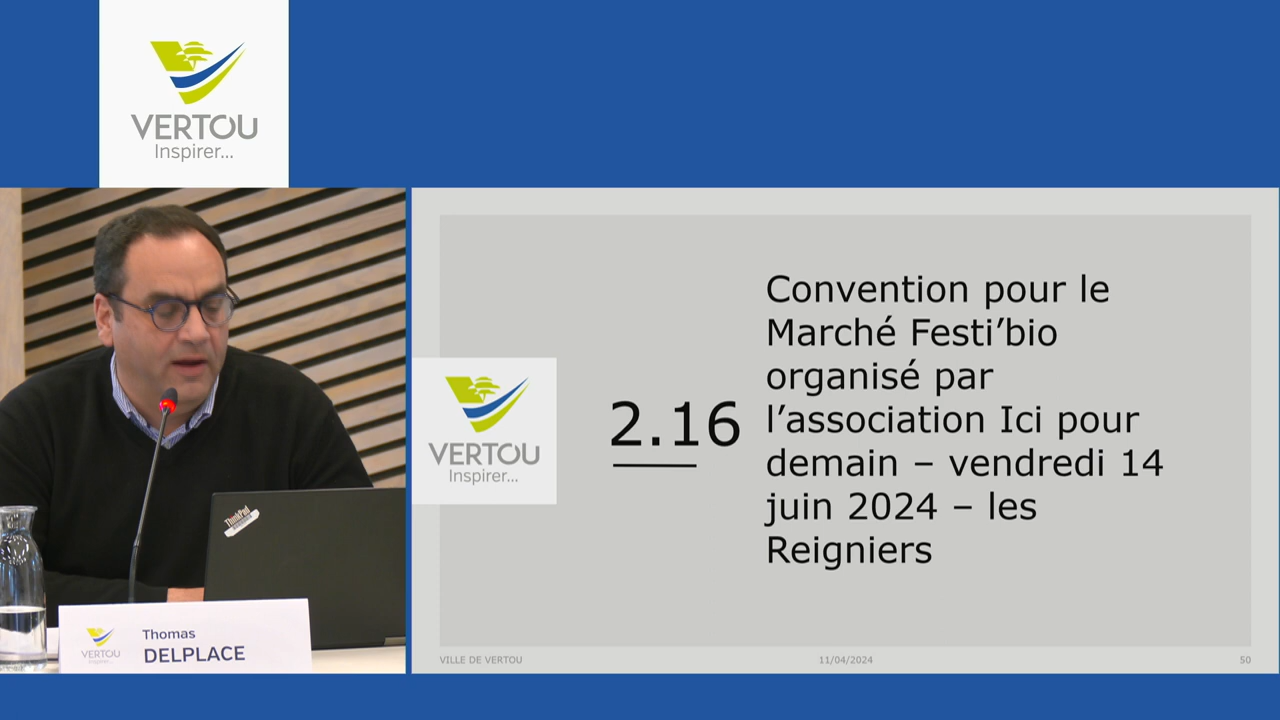 VERTOU
Inspirer...
ThinkPad
VERTOU
Inspirer...
Thomas
DELPLACE
VERTOU
Inspirer...
2.16
Convention pour le
Marché Festi’bio
organisé par
l’association Ici pour
demain – vendredi 14
juin 2024 – les
Reigniers
VILLE DE VERTOU
11/04/2024
50